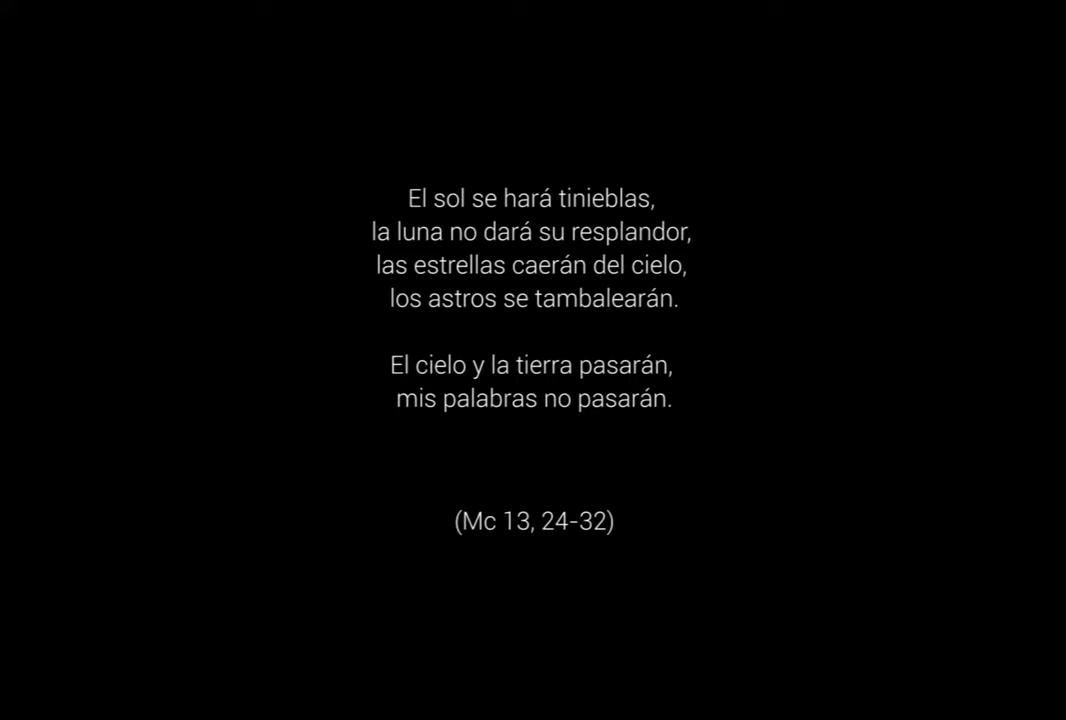 El sol se hará tinieblas,
la luna no dará su resplandor,
las estrellas caerán del cielo,
los astros se tambalearán.
El cielo y la tierra pasarán,
mis palabras no pasarán.
(Mc 13, 24-32)